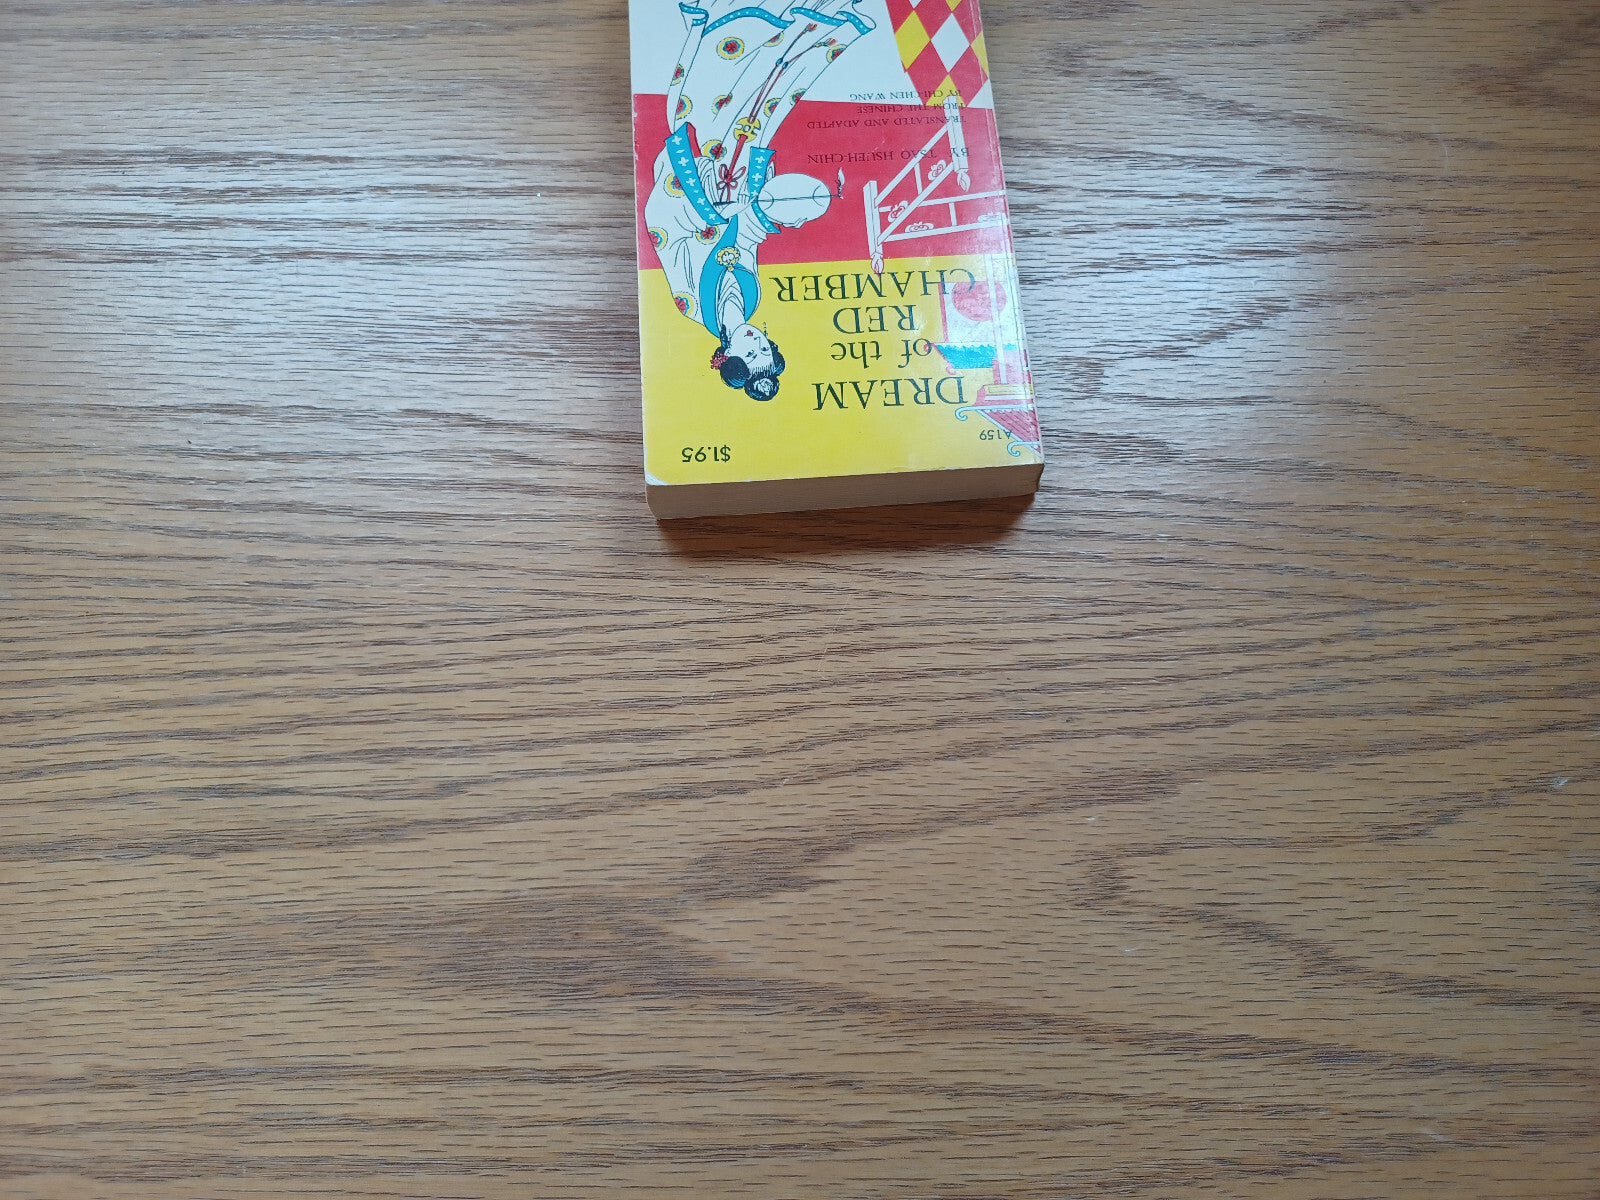 A159
$1.95
DREAM
of the
RED
CHAMBER
BY TSAO HSUEH-CHIN
TRANSLATED AND ADAPTED
FROM THE CHINESE
BY CHI-CHEN WANG